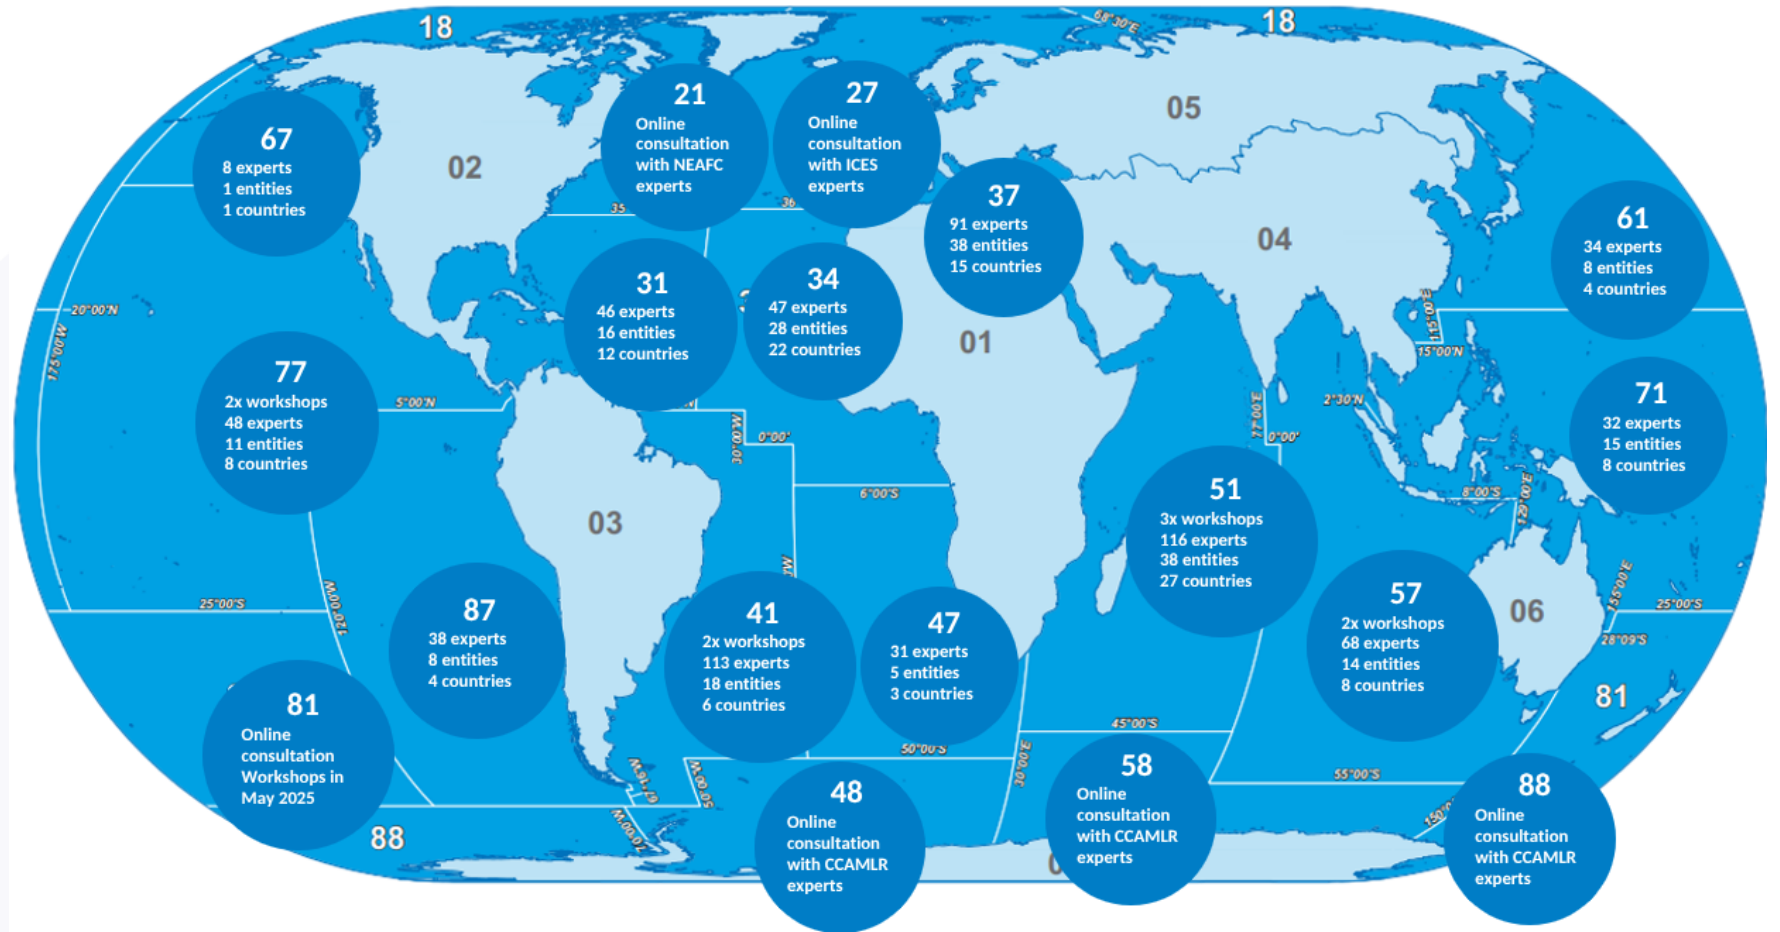 18
18
68°30'E
67
8 experts
1 entities
1 countries
02
21
Online
consultation
with NEAFC
experts
27
Online
consultation
with ICES
experts
05
37
91 experts
38 entities
15 countries
35
36
04
61
34 experts
8 entities
4 countries
31
46 experts
16 entities
12 countries
34
47 experts
28 entities
22 countries
01
20°00'N
175°00'W
115°00'E
15°00'N
77
2x workshops
48 experts
11 entities
8 countries
5°00'N
30°00'W
0°00'
77°00'E
0°00'
2°30'N
71
32 experts
15 entities
8 countries
6°00'S
8°00'S
129°00'E
03
51
3x workshops
116 experts
38 entities
27 countries
25°00'S
120°00'W
87
38 experts
8 entities
4 countries
41
2x workshops
113 experts
18 entities
6 countries
47
31 experts
5 entities
3 countries
57
2x workshops
68 experts
14 entities
8 countries
06
155°00'E
25°00'S
28°09'S
81
81
Online
consultation
Workshops in
May 2025
88
67°16'W
70°00'W
50°00'W
50°00'S
30°00'E
45°00'S
55°00'S
48
Online
consultation
with CCAMLR
experts
58
Online
consultation
with CCAMLR
experts
88
Online
consultation
with CCAMLR
experts